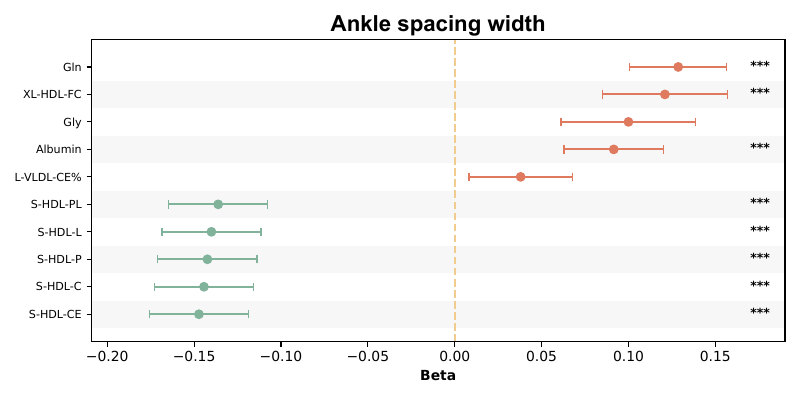 Ankle spacing width
Gln ***
XL-HDL-FC ***
Gly
Albumin ***
L-VLDL-CE%
S-HDL-PL ***
S-HDL-L ***
S-HDL-P ***
S-HDL-C ***
S-HDL-CE ***
−0.20 −0.15 −0.10 −0.05 0.00 0.05 0.10 0.15
Beta